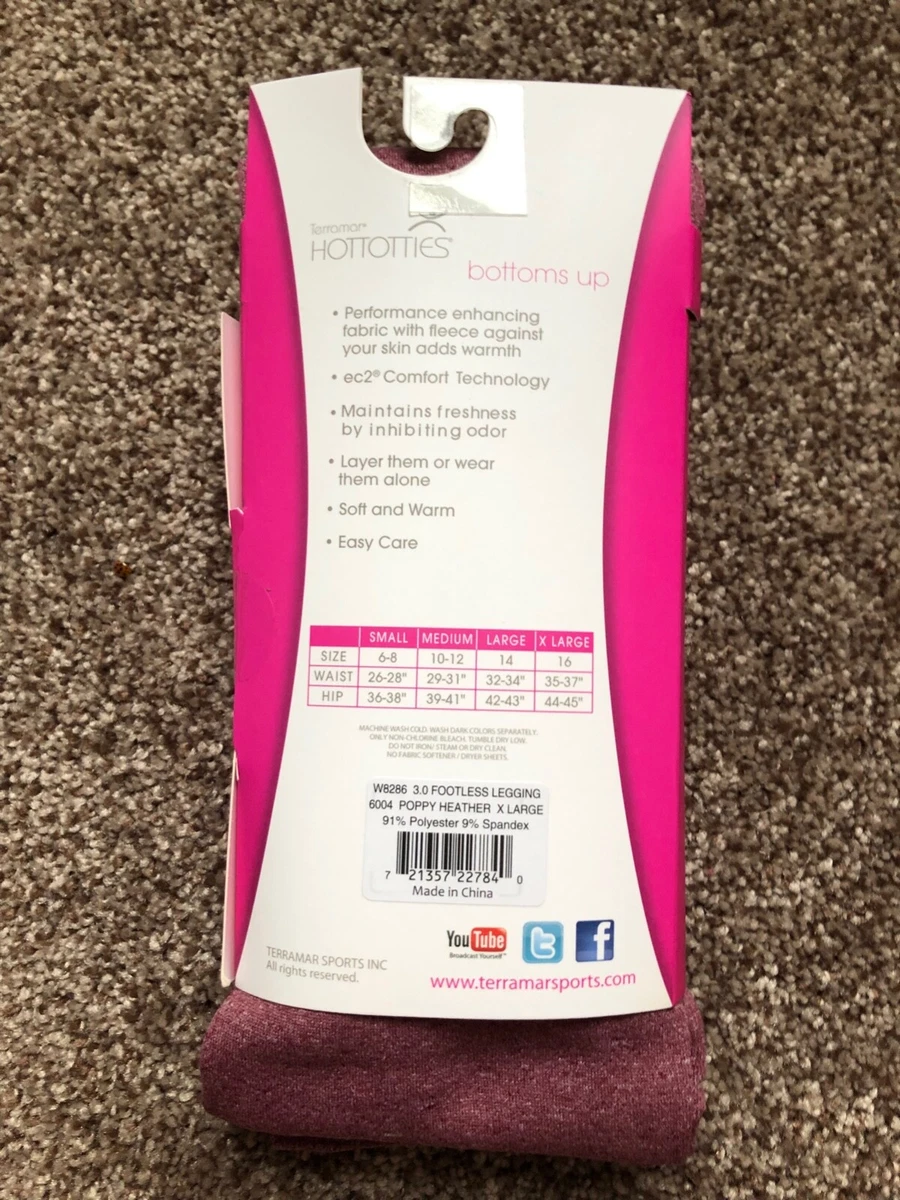 Terramar®
HOTTOTTIES®
bottoms up
• Performance enhancing
fabric with fleece against
your skin adds warmth
• ec2® Comfort Technology
• Maintains freshness
by inhibiting odor
• Layer them or wear
them alone
• Soft and Warm
• Easy Care
SMALL MEDIUM LARGE X LARGE
SIZE 6-8 10-12 14 16
WAIST 26-28" 29-31" 32-34" 35-37"
HIP 36-38" 39-41" 42-43" 44-45"
MACHINE WASH COLD. WASH DARK COLORS SEPARATELY.
ONLY NON-CHLORINE BLEACH. TUMBLE DRY LOW.
DO NOT IRON/ STEAM OR DRY CLEAN.
NO FABRIC SOFTENER / DRYER SHEETS.
W8286 3.0 FOOTLESS LEGGING
6004 POPPY HEATHER X LARGE
91% Polyester 9% Spandex
7 21357 22784 0
Made in China
YouTube
Broadcast Yourself™
t
f
TERRAMAR SPORTS INC
All rights reserved.
www.terramarsports.com